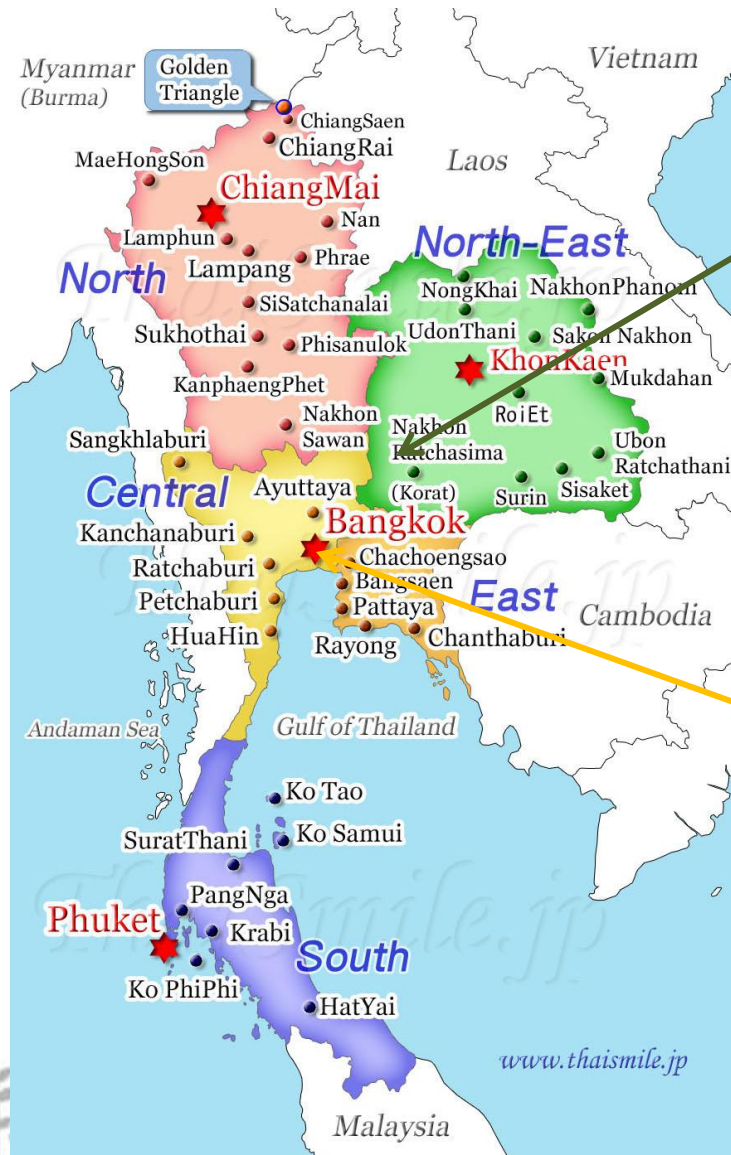 Myanmar
(Burma)
Golden
Triangle
Vietnam
ChiangSaen
ChiangRai
Laos
MaeHongSon
ChiangMai
Nan
Lamphun
Lampang
Phrae
North
North-East
NongKhai
NakhonPhanom
SiSatchanalai
UdonThani
Sakon Nakhon
Sukhothai
Phisanulok
KhonKaen
Mukdahan
KanphaengPhet
RoiEt
Nakhon
Sawan
Nakhon
Ratchasima
(Korat)
Ubon
Ratchathani
Sangkhlaburi
Surin
Sisaket
Central
Ayuttaya
Bangkok
Kanchanaburi
Chachoengsao
Ratchaburi
Bangsaen
East
Petchaburi
Pattaya
Cambodia
HuaHin
Rayong
Chanthaburi
Andaman Sea
Gulf of Thailand
Ko Tao
Ko Samui
SuratThani
PangNga
Phuket
Krabi
South
Ko PhiPhi
HatYai
www.thaismile.jp
Malaysia
ThaiSmile.jp